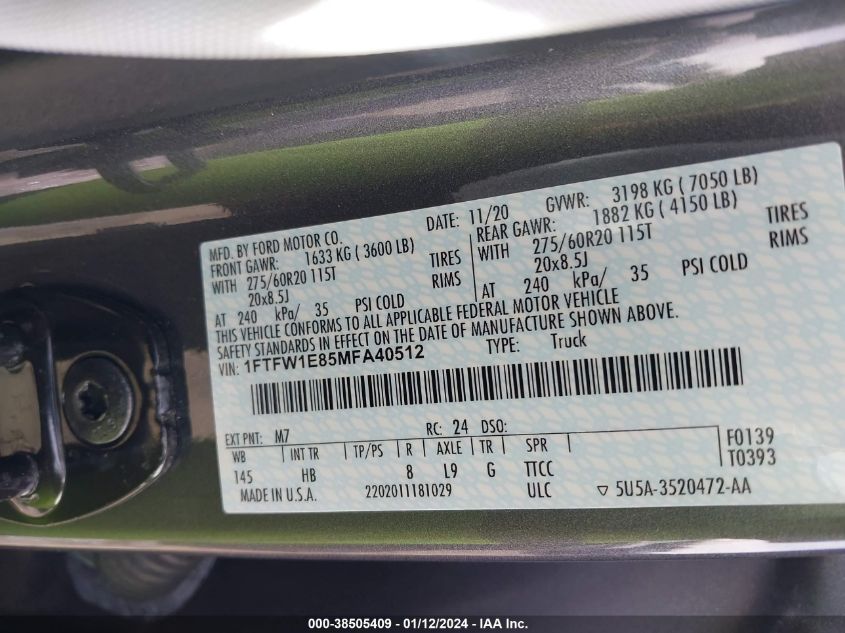 MFD. BY FORD MOTOR CO.
DATE: 11/20 GVWR: 3198 KG ( 7050 LB)
FRONT GAWR: 1633 KG ( 3600 LB)
REAR GAWR: 1882 KG ( 4150 LB)
WITH 275/60R20 115T TIRES
WITH 275/60R20 115T TIRES
20x8.5J RIMS
20x8.5J RIMS
AT 240 kPa/ 35 PSI COLD
AT 240 kPa/ 35 PSI COLD
THIS VEHICLE CONFORMS TO ALL APPLICABLE FEDERAL MOTOR VEHICLE
SAFETY STANDARDS IN EFFECT ON THE DATE OF MANUFACTURE SHOWN ABOVE.
VIN: 1FTFW1E85MFA40512 TYPE: Truck
EXT PNT: M7 RC: 24 DSO:
WB INT TR TP/PS R AXLE TR SPR F0139
145 HB 8 L9 G TTCC T0393
MADE IN U.S.A. 2202011181029 ULC ▽ 5U5A-3520472-AA
000-38505409 - 01/12/2024 - IAA Inc.